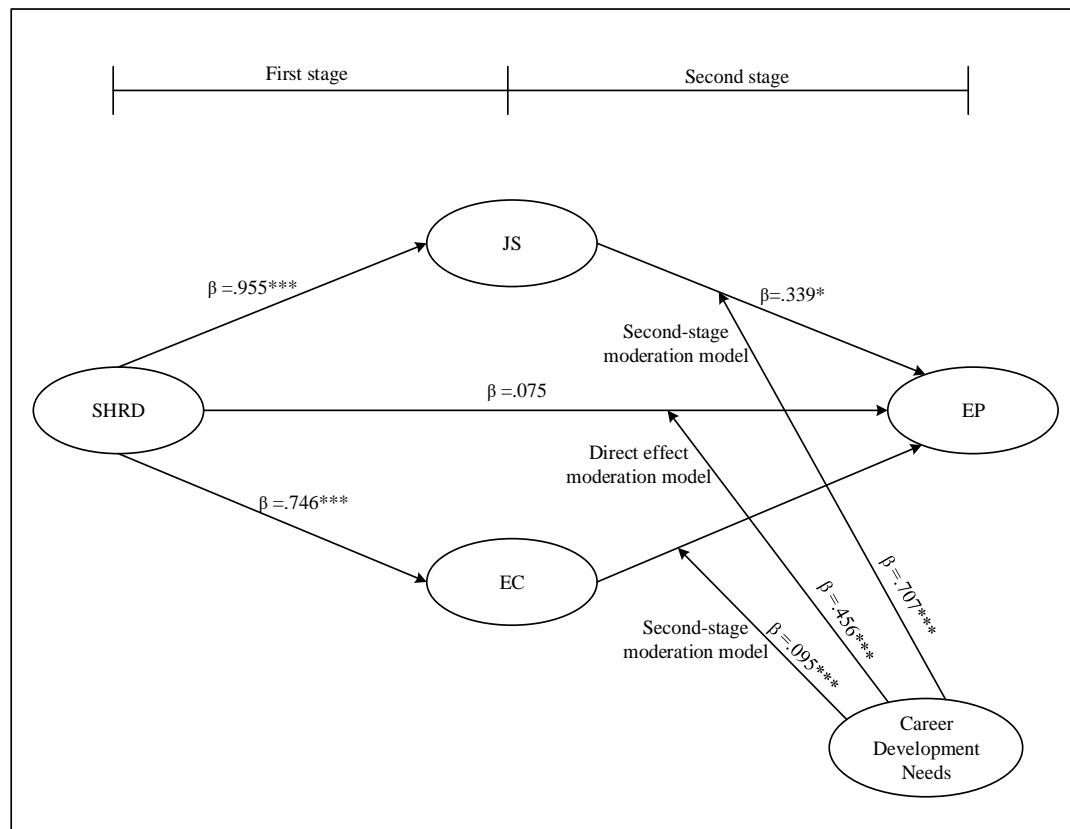 First stage
Second stage
JS
β =.955***
β=.339*
Second-stage
moderation model
SHRD
β =.075
EP
Direct effect
moderation model
β =.746***
EC
β =.707***
β =.456***
β =.095***
Second-stage
moderation model
Career
Development
Needs